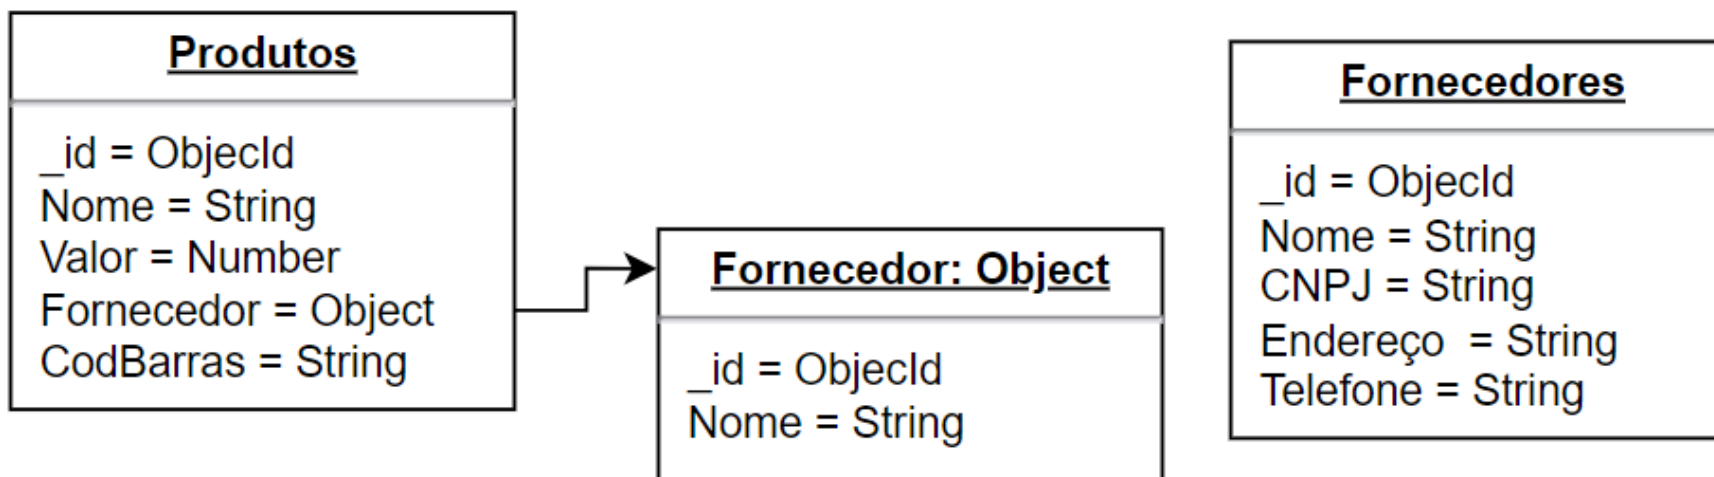 Produtos
_id = ObjecId
Nome = String
Valor = Number
Fornecedor = Object
CodBarras = String
Fornecedor: Object
_id = ObjecId
Nome = String
Fornecedores
_id = ObjecId
Nome = String
CNPJ = String
Endereço = String
Telefone = String